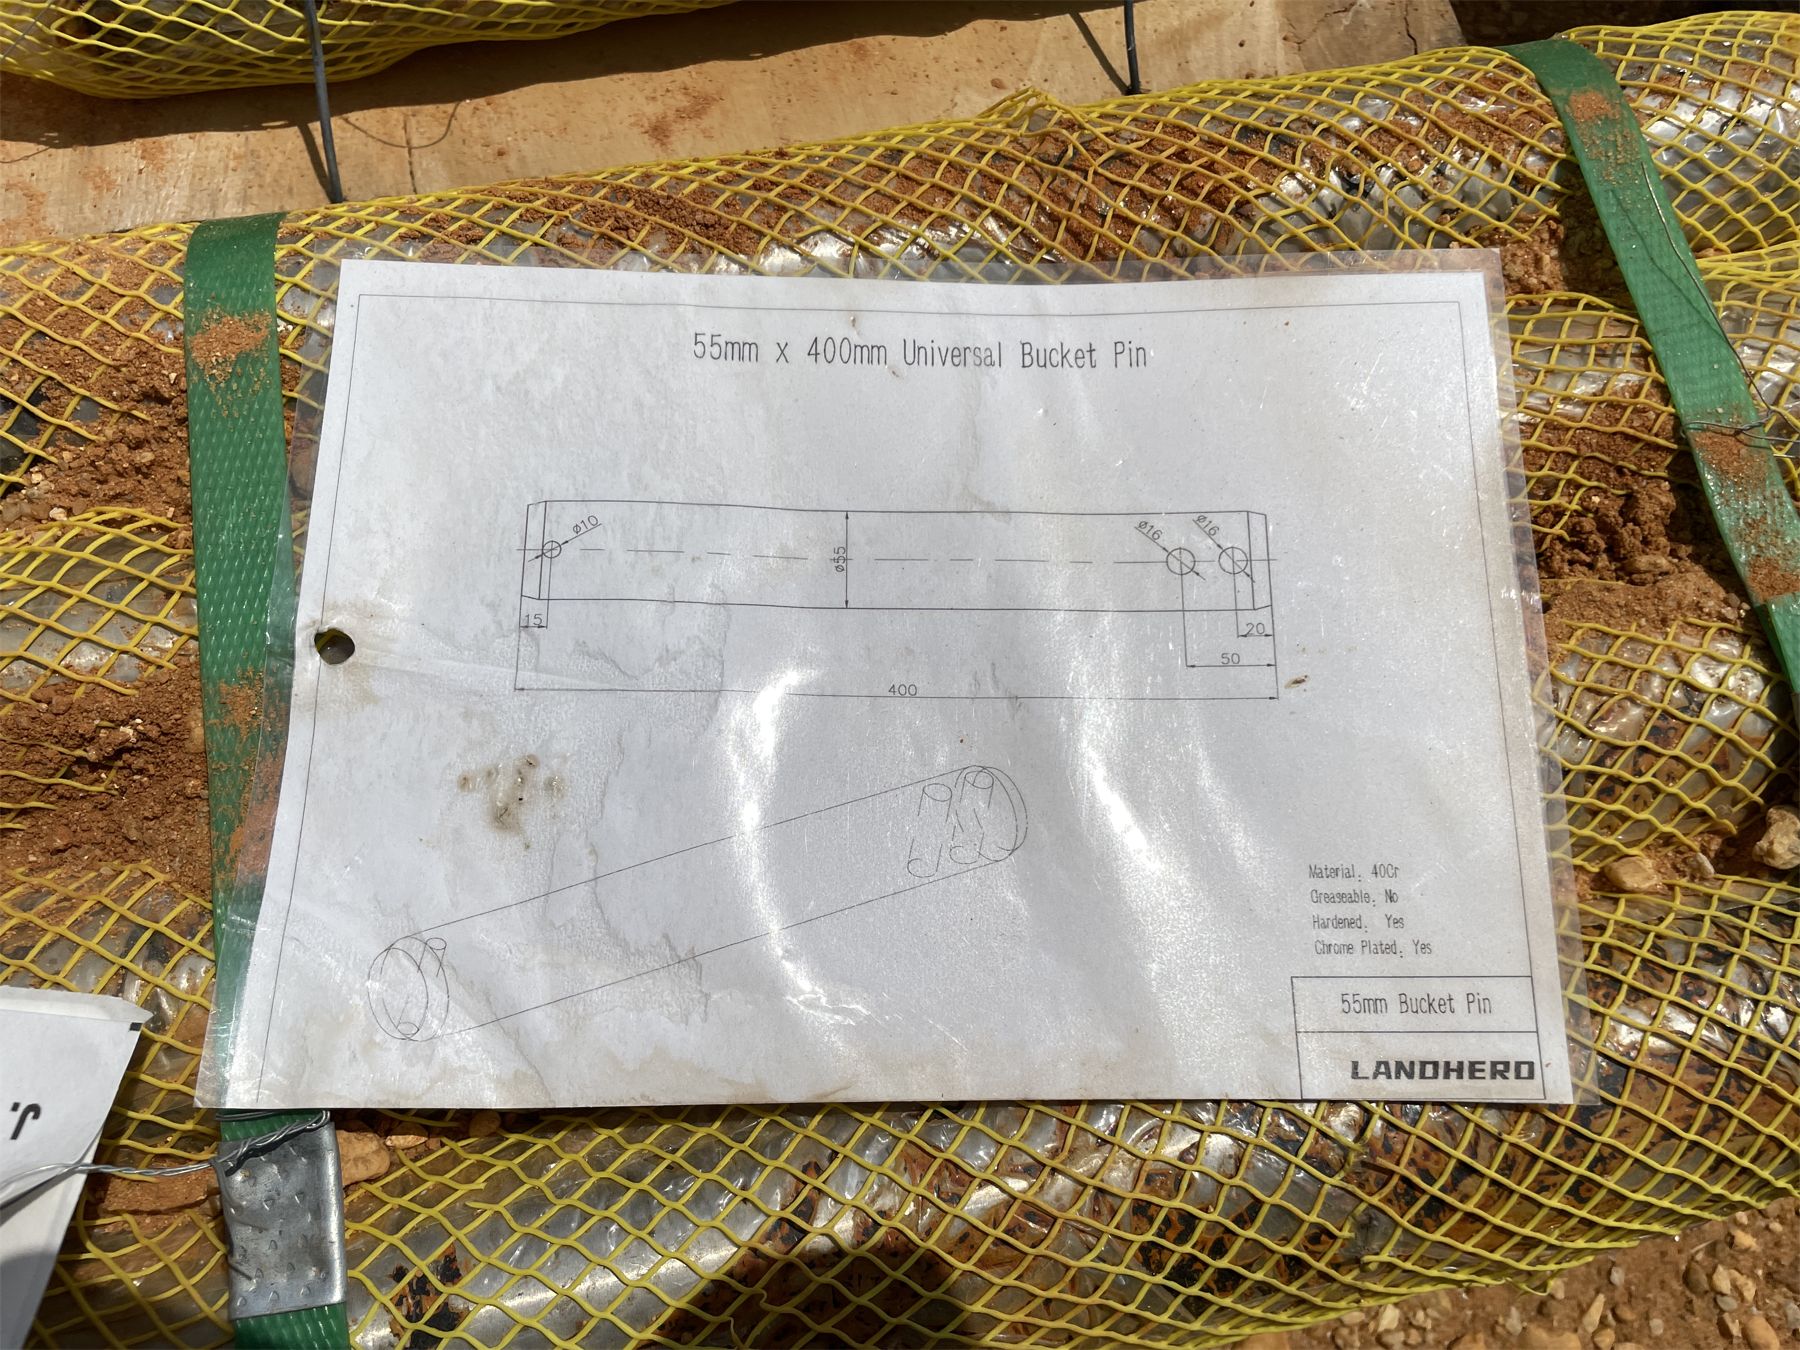 55mm x 400mm Universal Bucket Pin
ø10
ø55
ø16
ø16
15
20
50
400
Material: 40Cr
Greaseable: No
Hardened: Yes
Chrome Plated: Yes
55mm Bucket Pin
LANDHERO
J.